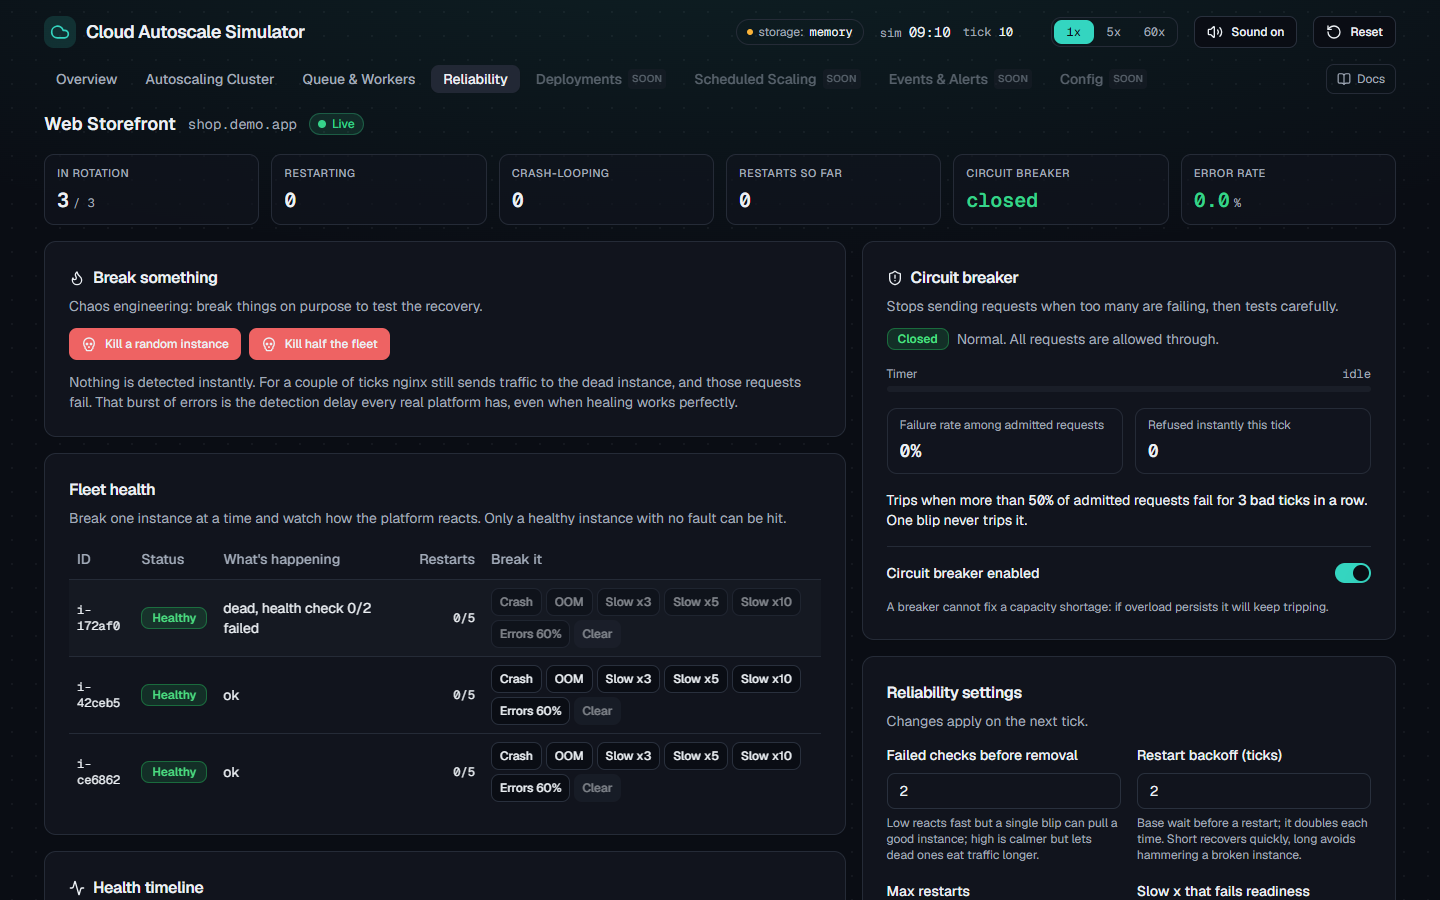 Cloud Autoscale Simulator
storage: memory
sim 09:10 tick 10
1x 5x 60x
Sound on
Reset
Overview Autoscaling Cluster Queue & Workers Reliability Deployments SOON Scheduled Scaling SOON Events & Alerts SOON Config SOON
Docs
Web Storefront shop.demo.app Live
IN ROTATION
3 / 3
RESTARTING
0
CRASH-LOOPING
0
RESTARTS SO FAR
0
CIRCUIT BREAKER
closed
ERROR RATE
0.0 %
Break something
Chaos engineering: break things on purpose to test the recovery.
Kill a random instance
Kill half the fleet
Nothing is detected instantly. For a couple of ticks nginx still sends traffic to the dead instance, and those requests
fail. That burst of errors is the detection delay every real platform has, even when healing works perfectly.
Fleet health
Break one instance at a time and watch how the platform reacts. Only a healthy instance with no fault can be hit.
ID Status What's happening Restarts Break it
i-
172af0
Healthy
dead, health check 0/2
failed
0/5
Crash OOM Slow x3 Slow x5 Slow x10
Errors 60% Clear
i-
42ceb5
Healthy
ok
0/5
Crash OOM Slow x3 Slow x5 Slow x10
Errors 60% Clear
i-
ce6862
Healthy
ok
0/5
Crash OOM Slow x3 Slow x5 Slow x10
Errors 60% Clear
Health timeline
Circuit breaker
Stops sending requests when too many are failing, then tests carefully.
Closed Normal. All requests are allowed through.
Timer idle
Failure rate among admitted requests
0%
Refused instantly this tick
0
Trips when more than 50% of admitted requests fail for 3 bad ticks in a row.
One blip never trips it.
Circuit breaker enabled
A breaker cannot fix a capacity shortage: if overload persists it will keep tripping.
Reliability settings
Changes apply on the next tick.
Failed checks before removal
2
Low reacts fast but a single blip can pull a
good instance; high is calmer but lets
dead ones eat traffic longer.
Restart backoff (ticks)
2
Base wait before a restart; it doubles each
time. Short recovers quickly, long avoids
hammering a broken instance.
Max restarts
Slow x that fails readiness